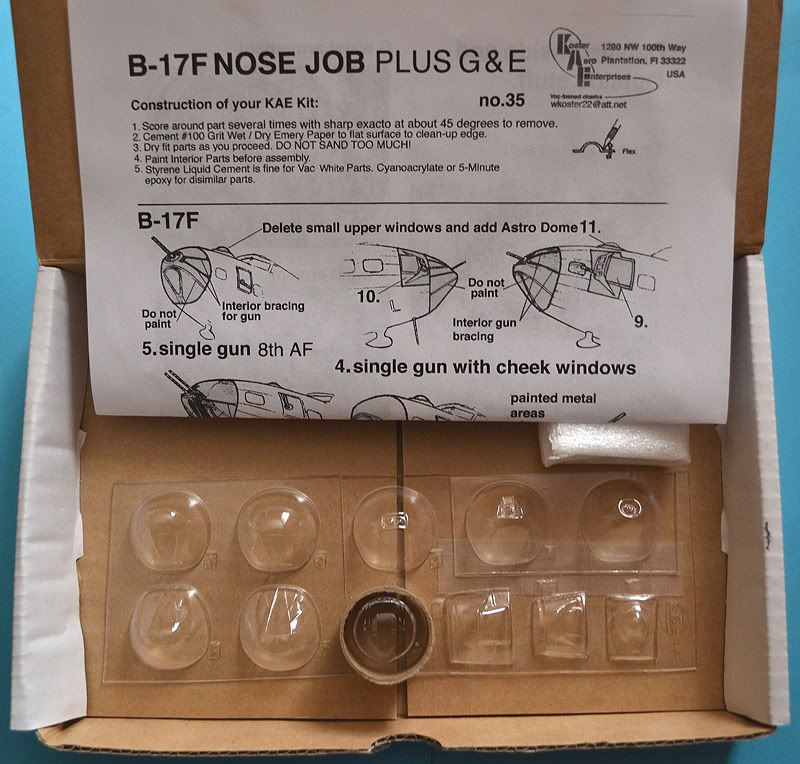 B-17F NOSE JOB PLUS G & E
Koster
Aero
Enterprises
Vac-formed classics
1280 NW 100th Way
Plantation, Fl 33322
USA
wkoster22@att.net
Construction of your KAE Kit:
no.35
1. Score around part several times with sharp exacto at about 45 degrees to remove.
2. Cement #100 Grit Wet / Dry Emery Paper to flat surface to clean-up edge.
3. Dry fit parts as you proceed. DO NOT SAND TOO MUCH!
4. Paint Interior Parts before assembly.
5. Styrene Liquid Cement is fine for Vac White Parts. Cyanoacrylate or 5-Minute
epoxy for disimilar parts.
Flex
B-17F
Delete small upper windows and add Astro Dome 11.
Do not
paint
Interior bracing
for gun
10.
Do not
paint
Interior gun
bracing
9.
5. single gun 8th AF
4. single gun with cheek windows
painted metal
areas